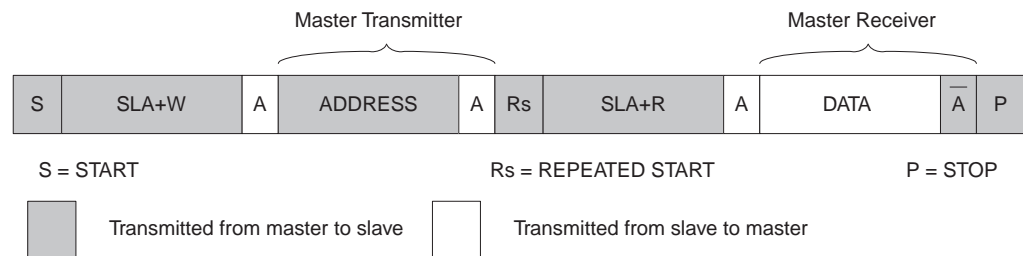 Master Transmitter Master Receiver
S SLA+W A ADDRESS A Rs SLA+R A DATA A̅ P
S = START Rs = REPEATED START P = STOP
Transmitted from master to slave Transmitted from slave to master